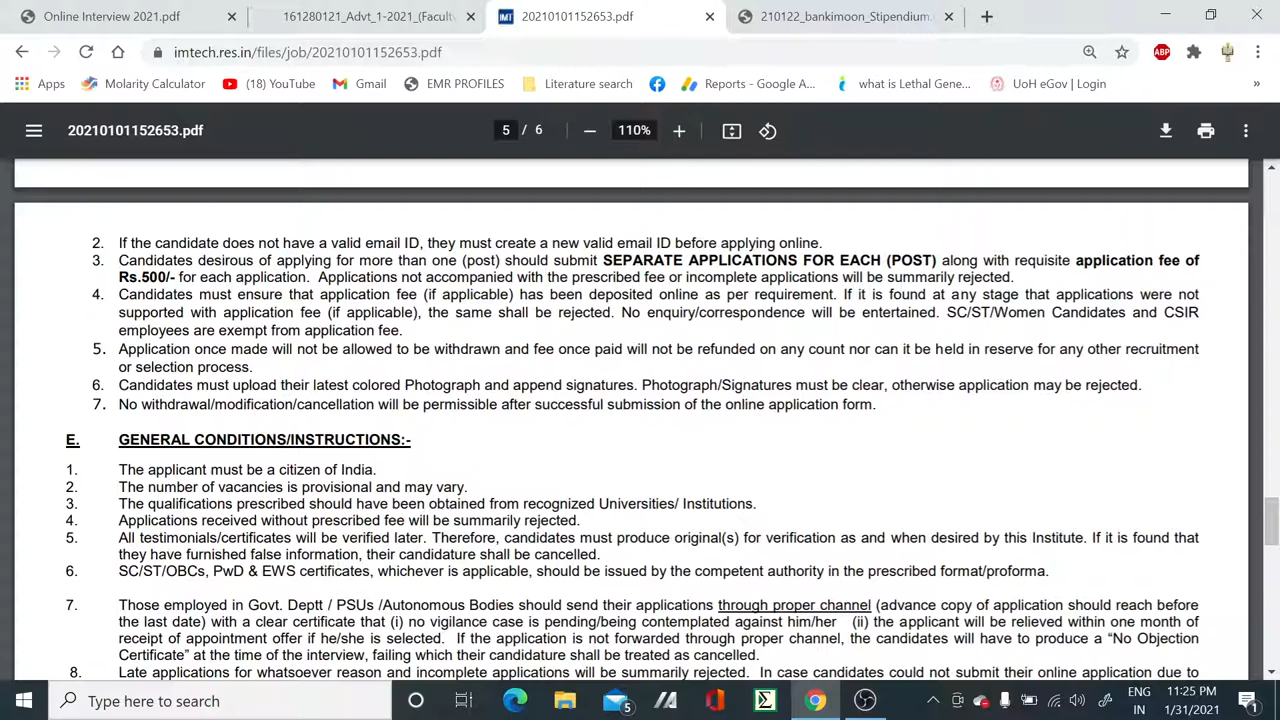 Online Interview 2021.pdf
161280121_Advt_1-2021_(Facult
IMT
20210101152653.pdf
210122_bankimoon_Stipendium.
imtech.res.in/files/job/20210101152653.pdf
ABP
Apps
Molarity Calculator
(18) YouTube
Gmail
EMR PROFILES
Literature search
Reports - Google A...
what is Lethal Gene...
UoH eGov | Login
»
20210101152653.pdf
5 / 6
110%
2. If the candidate does not have a valid email ID, they must create a new valid email ID before applying online.
3. Candidates desirous of applying for more than one (post) should submit SEPARATE APPLICATIONS FOR EACH (POST) along with requisite application fee of
Rs.500/- for each application. Applications not accompanied with the prescribed fee or incomplete applications will be summarily rejected.
4. Candidates must ensure that application fee (if applicable) has been deposited online as per requirement. If it is found at any stage that applications were not
supported with application fee (if applicable), the same shall be rejected. No enquiry/correspondence will be entertained. SC/ST/Women Candidates and CSIR
employees are exempt from application fee.
5. Application once made will not be allowed to be withdrawn and fee once paid will not be refunded on any count nor can it be held in reserve for any other recruitment
or selection process.
6. Candidates must upload their latest colored Photograph and append signatures. Photograph/Signatures must be clear, otherwise application may be rejected.
7. No withdrawal/modification/cancellation will be permissible after successful submission of the online application form.
E. GENERAL CONDITIONS/INSTRUCTIONS:-
1. The applicant must be a citizen of India.
2. The number of vacancies is provisional and may vary.
3. The qualifications prescribed should have been obtained from recognized Universities/ Institutions.
4. Applications received without prescribed fee will be summarily rejected.
5. All testimonials/certificates will be verified later. Therefore, candidates must produce original(s) for verification as and when desired by this Institute. If it is found that
they have furnished false information, their candidature shall be cancelled.
6. SC/ST/OBCs, PwD & EWS certificates, whichever is applicable, should be issued by the competent authority in the prescribed format/proforma.
7. Those employed in Govt. Deptt / PSUs /Autonomous Bodies should send their applications through proper channel (advance copy of application should reach before
the last date) with a clear certificate that (i) no vigilance case is pending/being contemplated against him/her (ii) the applicant will be relieved within one month of
receipt of appointment offer if he/she is selected. If the application is not forwarded through proper channel, the candidates will have to produce a “No Objection
Certificate” at the time of the interview, failing which their candidature shall be treated as cancelled.
8. Late applications for whatsoever reason and incomplete applications will be summarily rejected. In case candidates could not submit their online application due to
Type here to search
5
ENG
IN
11:25 PM
1/31/2021
1